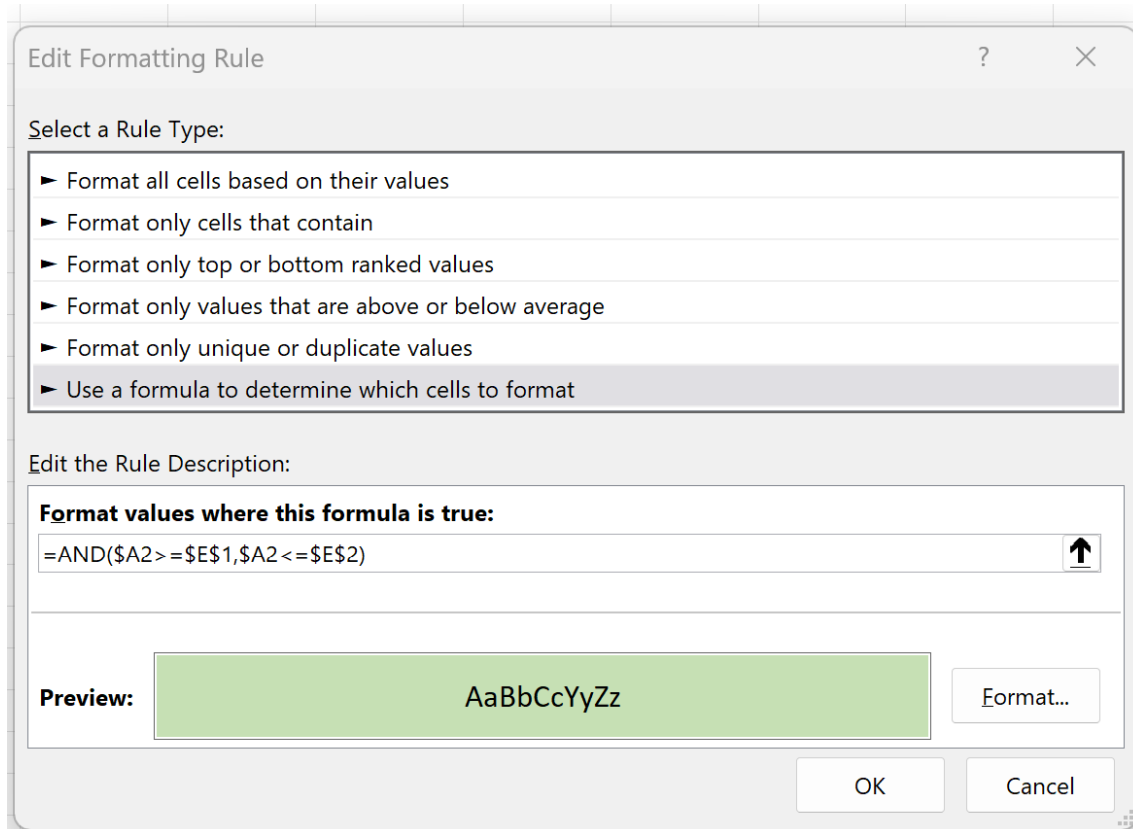 Edit Formatting Rule ?
Select a Rule Type:
► Format all cells based on their values
► Format only cells that contain
► Format only top or bottom ranked values
► Format only values that are above or below average
► Format only unique or duplicate values
► Use a formula to determine which cells to format
Edit the Rule Description:
Format values where this formula is true:
=AND($A2>=$E$1,$A2<=$E$2)
Preview: AaBbCcYyZz Format...
OK Cancel